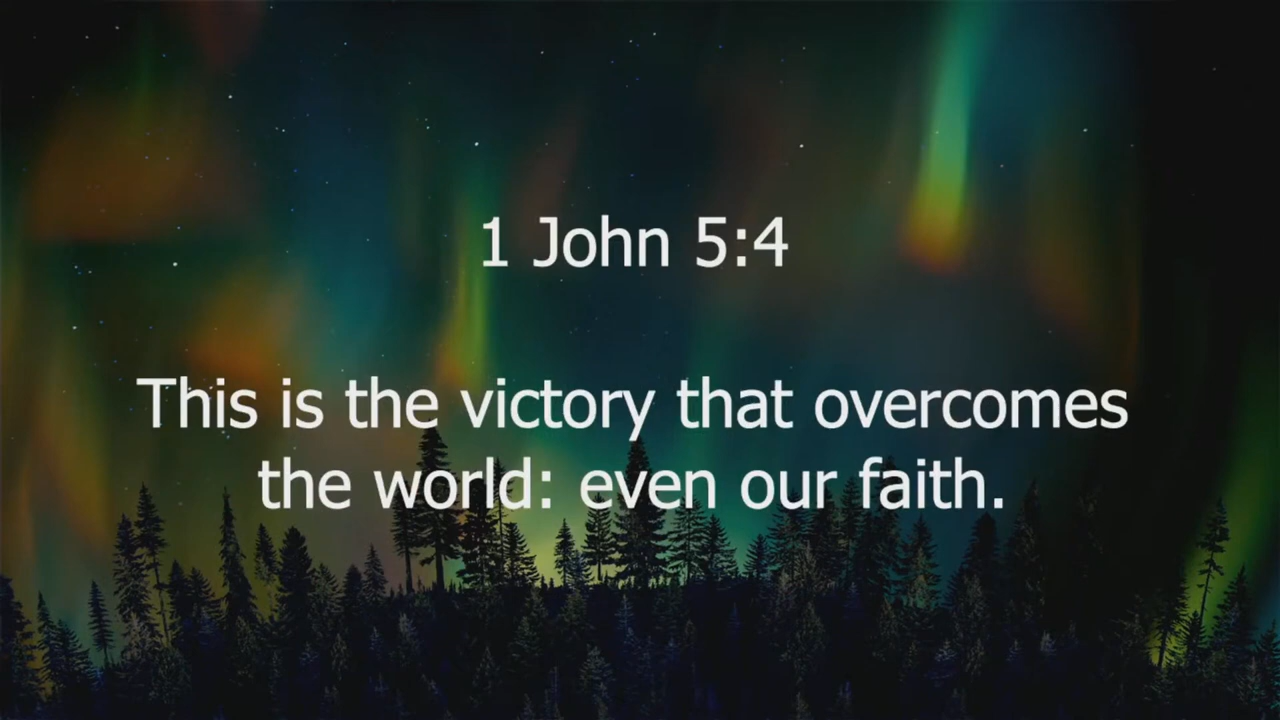 1 John 5:4
This is the victory that overcomes
the world: even our faith.